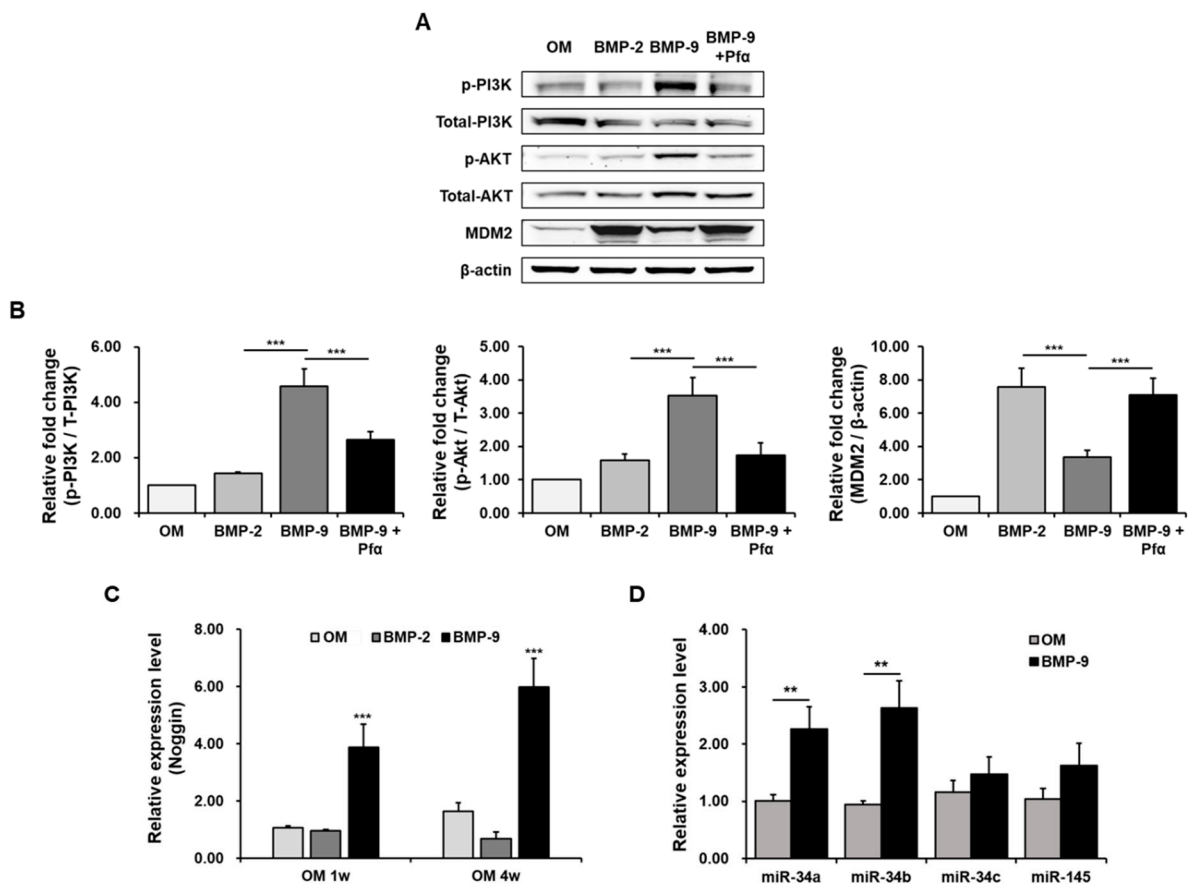 A
OM BMP-2 BMP-9 BMP-9
+Pfα
p-PI3K
Total-PI3K
p-AKT
Total-AKT
MDM2
β-actin
B
Relative fold change
(p-PI3K / T-PI3K)
6.00
4.00
2.00
0.00
***
***
OM BMP-2 BMP-9 BMP-9 +
Pfα
Relative fold change
(p-Akt / T-Akt)
5.00
4.00
3.00
2.00
1.00
0.00
***
***
OM BMP-2 BMP-9 BMP-9 +
Pfα
Relative fold change
(MDM2 / β-actin)
10.00
8.00
6.00
4.00
2.00
0.00
***
***
OM BMP-2 BMP-9 BMP-9 +
Pfα
C
Relative expression level
(Noggin)
8.00
6.00
4.00
2.00
0.00
OM BMP-2 BMP-9
***
***
OM 1w OM 4w
D
Relative expression level
4.00
3.00
2.00
1.00
0.00
OM
BMP-9
**
**
miR-34a miR-34b miR-34c miR-145